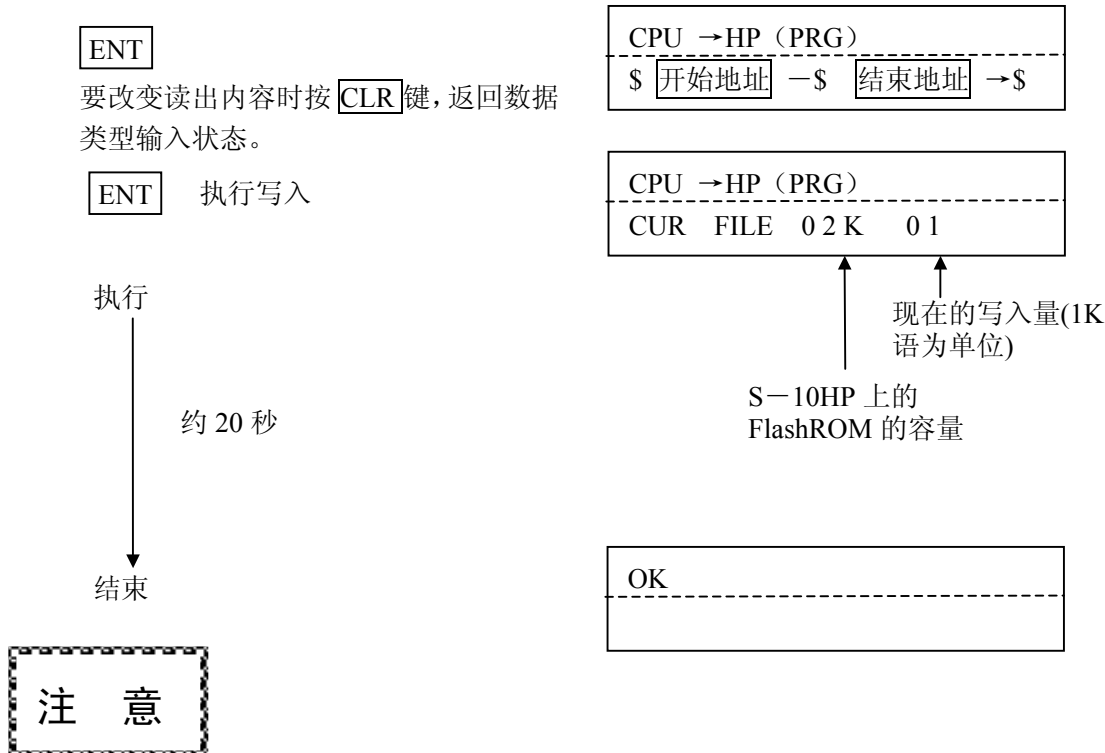 ENT
要改变读出内容时按 CLR 键，返回数据
类型输入状态。
CPU →HP（PRG）
$ 开始地址 －$ 结束地址 →$
ENT 执行写入
CPU →HP（PRG）
CUR FILE 0 2 K 0 1
执行
现在的写入量(1K
语为单位)
S－10HP 上的
FlashROM 的容量
约 20 秒
结束
OK
注 意